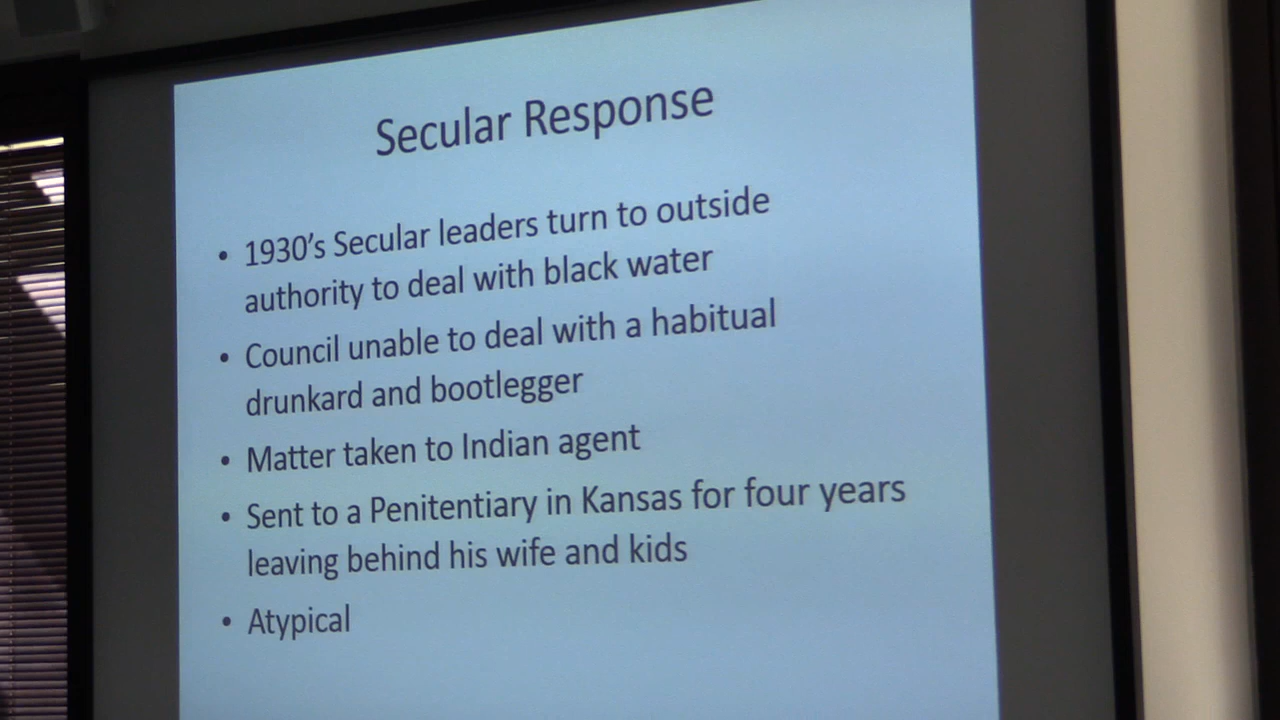 Secular Response
• 1930's Secular leaders turn to outside
authority to deal with black water
• Council unable to deal with a habitual
drunkard and bootlegger
• Matter taken to Indian agent
• Sent to a Penitentiary in Kansas for four years
leaving behind his wife and kids
• Atypical